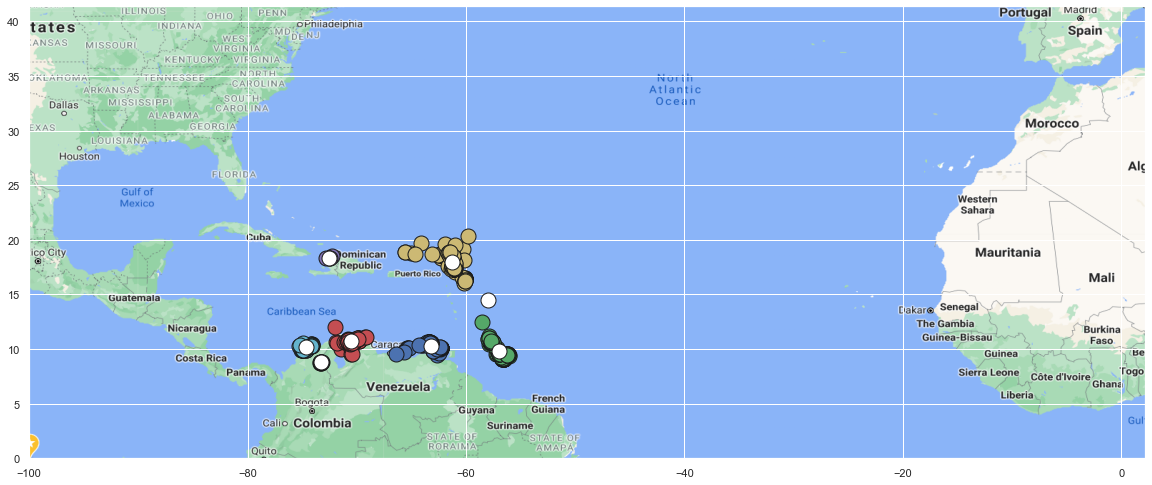 ILLINOIS
OHIO
PENN
Madrid
Portugal
tates
INDIANA
Philadelphia
Spain
KANSAS
MISSOURI
WEST
VIRGINIA
MD
DE
NJ
KENTUCKY
VIRGINIA
OKLAHOMA
TENNESSEE
NORTH
CAROLINA
North
Atlantic
Ocean
ARKANSAS
Dallas
MISSISSIPPI
SOUTH
CAROLINA
ALABAMA
GEORGIA
Morocco
EXAS
LOUISIANA
Houston
FLORIDA
Alg
Gulf of
Mexico
Western
Sahara
Cuba
ico City
Dominican
Republic
Mauritania
Puerto Rico
Mali
Guatemala
Caribbean Sea
Dakar
Senegal
The Gambia
Guinea-Bissau
Burkina
Faso
Nicaragua
Carac
Costa Rica
Panama
Guinea
Be
Sierra Leone
Côte d'Ivoire
Togo
Ghana
Liberia
Venezuela
Bogota
Guyana
French
Guiana
Suriname
Cali
Colombia
Gulf
STATE OF
RORAIMA
STATE OF
AMAPA
Quito
40
35
30
25
20
15
10
5
0
−100
−80
−60
−40
−20
0